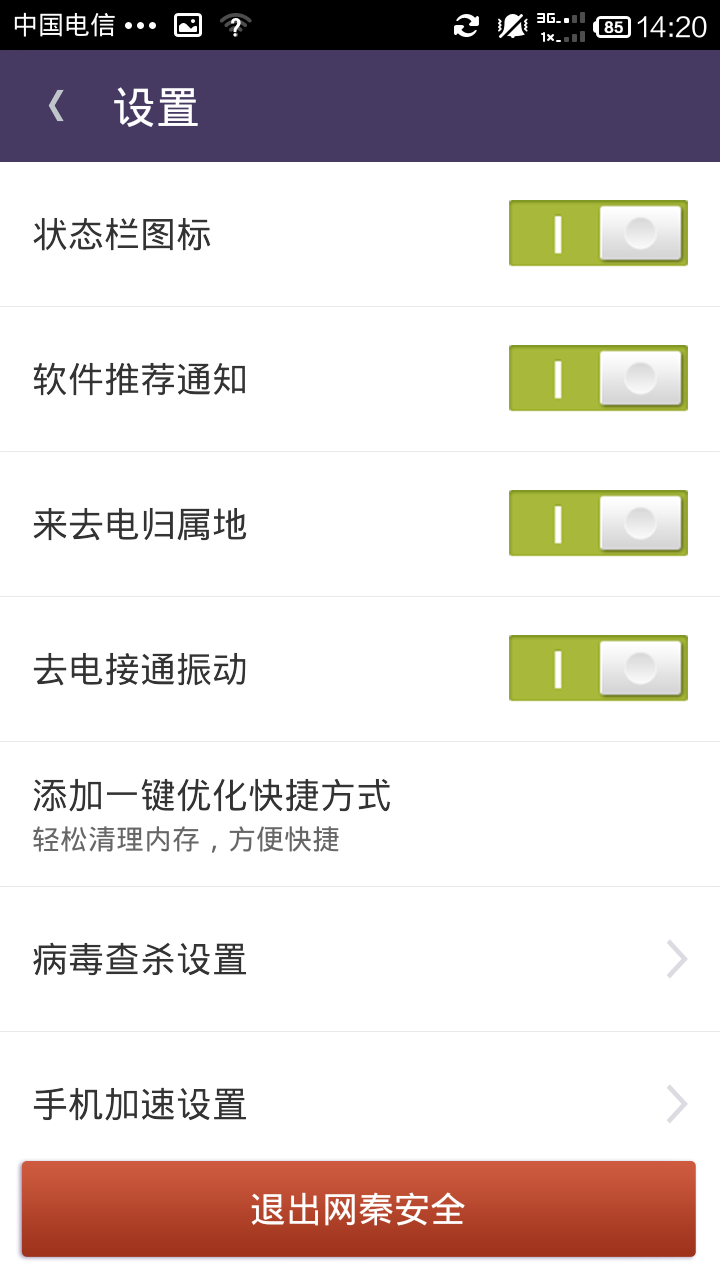 中国电信 ••• 3G 1× 85 14:20
设置
状态栏图标
软件推荐通知
来去电归属地
去电接通振动
添加一键优化快捷方式
轻松清理内存，方便快捷
病毒查杀设置
手机加速设置
退出网秦安全